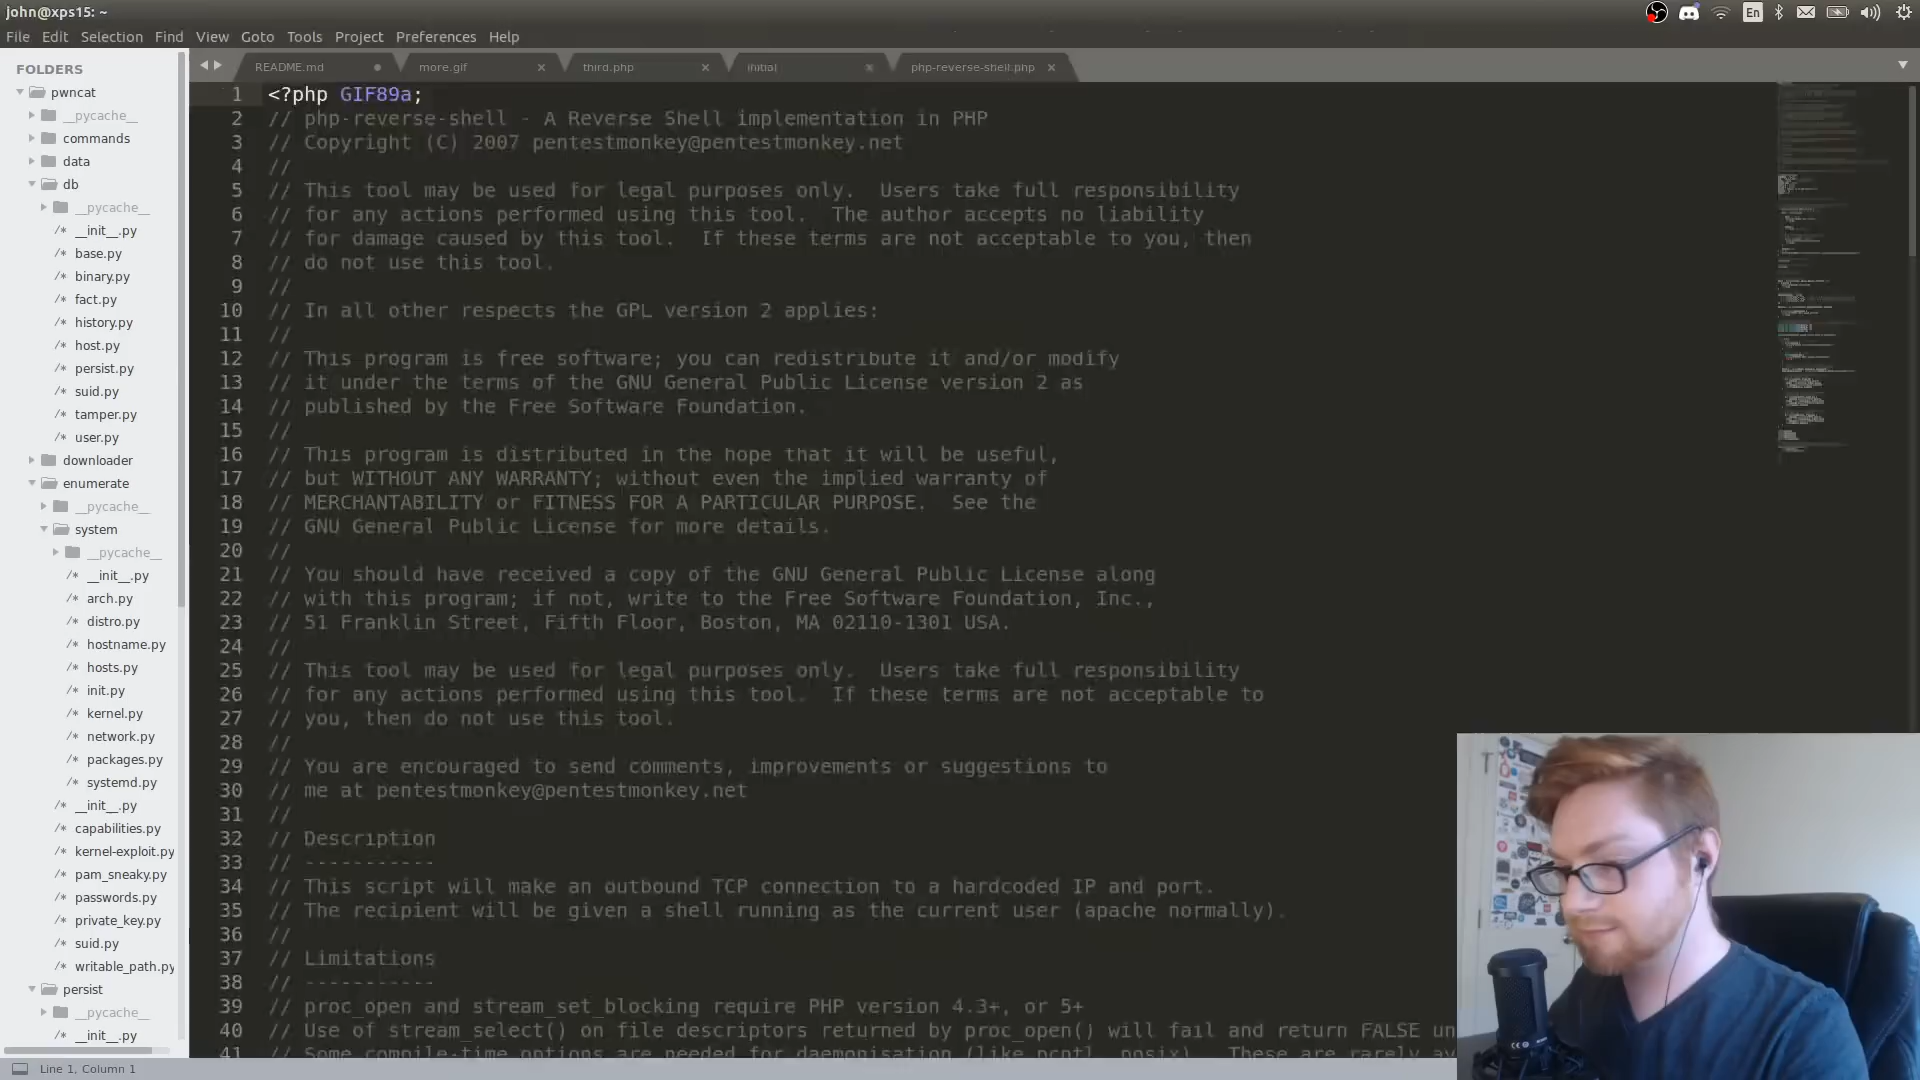 john@xps15: ~
En
File Edit Selection Find View Goto Tools Project Preferences Help
FOLDERS
pwncat
__pycache__
commands
data
db
__pycache__
/* __init__.py
/* base.py
/* binary.py
/* fact.py
/* history.py
/* host.py
/* persist.py
/* suid.py
/* tamper.py
/* user.py
downloader
enumerate
__pycache__
system
__pycache__
/* __init__.py
/* arch.py
/* distro.py
/* hostname.py
/* hosts.py
/* init.py
/* kernel.py
/* network.py
/* packages.py
/* systemd.py
/* __init__.py
/* capabilities.py
/* kernel-exploit.py
/* pam_sneaky.py
/* passwords.py
/* private_key.py
/* suid.py
/* writable_path.py
persist
__pycache__
/* __init__.py
README.md more.gif third.php initial php-reverse-shell.php
1 <?php GIF89a;
2 // php-reverse-shell - A Reverse Shell implementation in PHP
3 // Copyright (C) 2007 pentestmonkey@pentestmonkey.net
4 //
5 // This tool may be used for legal purposes only.  Users take full responsibility
6 // for any actions performed using this tool.  The author accepts no liability
7 // for damage caused by this tool.  If these terms are not acceptable to you, then
8 // do not use this tool.
9 //
10 // In all other respects the GPL version 2 applies:
11 //
12 // This program is free software; you can redistribute it and/or modify
13 // it under the terms of the GNU General Public License version 2 as
14 // published by the Free Software Foundation.
15 //
16 // This program is distributed in the hope that it will be useful,
17 // but WITHOUT ANY WARRANTY; without even the implied warranty of
18 // MERCHANTABILITY or FITNESS FOR A PARTICULAR PURPOSE.  See the
19 // GNU General Public License for more details.
20 //
21 // You should have received a copy of the GNU General Public License along
22 // with this program; if not, write to the Free Software Foundation, Inc.,
23 // 51 Franklin Street, Fifth Floor, Boston, MA 02110-1301 USA.
24 //
25 // This tool may be used for legal purposes only.  Users take full responsibility
26 // for any actions performed using this tool.  If these terms are not acceptable to
27 // you, then do not use this tool.
28 //
29 // You are encouraged to send comments, improvements or suggestions to
30 // me at pentestmonkey@pentestmonkey.net
31 //
32 // Description
33 // -----------
34 // This script will make an outbound TCP connection to a hardcoded IP and port.
35 // The recipient will be given a shell running as the current user (apache normally).
36 //
37 // Limitations
38 // -----------
39 // proc_open and stream_set_blocking require PHP version 4.3+, or 5+
40 // Use of stream_select() on file descriptors returned by proc_open() will fail and return FALSE un
41 // Some compile-time options are needed for daemonisation (like pcntl, posix).  These are rarely av
Line 1, Column 1